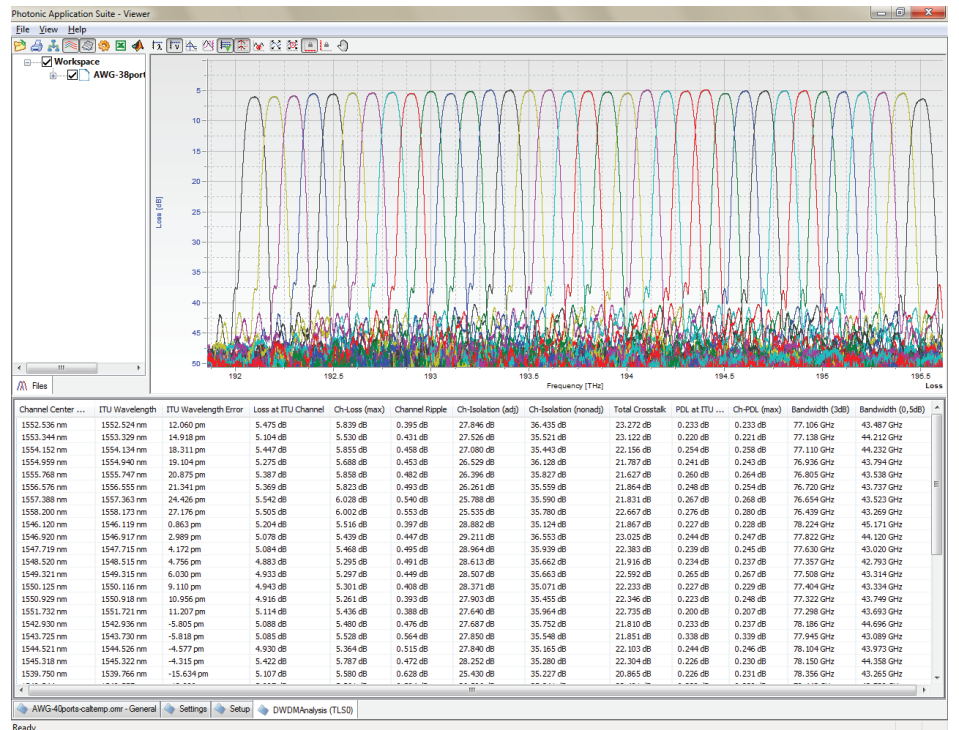 Photonic Application Suite - Viewer
File View Help
Workspace
AWG-38port
Files
5
10
15
20
25
30
35
40
45
50
Loss [dB]
192 192.5 193 193.5 194 194.5 195 195.5
Frequency [THz]
Loss
Channel Center ... ITU Wavelength ITU Wavelength Error Loss at ITU Channel Ch-Loss (max) Channel Ripple Ch-Isolation (adj) Ch-Isolation (nonadj) Total Crosstalk PDL at ITU ... Ch-PDL (max) Bandwidth (3dB) Bandwidth (0,5dB)
1552.536 nm 1552.524 nm 12.060 pm 5.475 dB 5.839 dB 0.395 dB 27.846 dB 36.435 dB 23.272 dB 0.233 dB 0.233 dB 77.106 GHz 43.487 GHz
1553.344 nm 1553.329 nm 14.918 pm 5.104 dB 5.530 dB 0.431 dB 27.526 dB 35.521 dB 23.122 dB 0.220 dB 0.221 dB 77.138 GHz 44.212 GHz
1554.152 nm 1554.134 nm 18.311 pm 5.447 dB 5.855 dB 0.458 dB 27.080 dB 35.443 dB 22.156 dB 0.254 dB 0.258 dB 77.110 GHz 44.232 GHz
1554.959 nm 1554.940 nm 19.104 pm 5.275 dB 5.688 dB 0.453 dB 26.529 dB 36.128 dB 21.787 dB 0.241 dB 0.243 dB 76.936 GHz 43.794 GHz
1555.768 nm 1555.747 nm 20.875 pm 5.387 dB 5.858 dB 0.482 dB 26.396 dB 35.827 dB 21.627 dB 0.260 dB 0.264 dB 76.805 GHz 43.538 GHz
1556.576 nm 1556.555 nm 21.341 pm 5.369 dB 5.823 dB 0.493 dB 26.261 dB 35.559 dB 21.864 dB 0.248 dB 0.254 dB 76.720 GHz 43.737 GHz
1557.388 nm 1557.363 nm 24.426 pm 5.542 dB 6.028 dB 0.540 dB 25.788 dB 35.590 dB 21.831 dB 0.267 dB 0.268 dB 76.654 GHz 43.523 GHz
1558.200 nm 1558.173 nm 27.176 pm 5.505 dB 6.002 dB 0.553 dB 25.535 dB 35.780 dB 22.667 dB 0.276 dB 0.280 dB 76.439 GHz 43.269 GHz
1546.120 nm 1546.119 nm 0.863 pm 5.204 dB 5.516 dB 0.397 dB 28.882 dB 35.124 dB 21.867 dB 0.227 dB 0.228 dB 78.224 GHz 45.171 GHz
1546.920 nm 1546.917 nm 2.989 pm 5.078 dB 5.439 dB 0.447 dB 29.211 dB 36.553 dB 23.025 dB 0.244 dB 0.247 dB 77.822 GHz 44.120 GHz
1547.719 nm 1547.715 nm 4.172 pm 5.084 dB 5.468 dB 0.495 dB 28.964 dB 35.939 dB 22.383 dB 0.239 dB 0.245 dB 77.630 GHz 43.020 GHz
1548.520 nm 1548.515 nm 4.756 pm 4.883 dB 5.295 dB 0.491 dB 28.613 dB 35.662 dB 21.916 dB 0.234 dB 0.237 dB 77.357 GHz 42.793 GHz
1549.321 nm 1549.315 nm 6.030 pm 4.933 dB 5.297 dB 0.449 dB 28.507 dB 35.663 dB 22.592 dB 0.265 dB 0.267 dB 77.508 GHz 43.314 GHz
1550.125 nm 1550.116 nm 9.110 pm 4.943 dB 5.301 dB 0.408 dB 28.371 dB 35.071 dB 22.233 dB 0.227 dB 0.229 dB 77.404 GHz 43.334 GHz
1550.929 nm 1550.918 nm 10.956 pm 4.916 dB 5.261 dB 0.393 dB 27.903 dB 35.455 dB 22.346 dB 0.223 dB 0.248 dB 77.322 GHz 43.749 GHz
1551.732 nm 1551.721 nm 11.207 pm 5.114 dB 5.436 dB 0.388 dB 27.640 dB 35.964 dB 22.735 dB 0.200 dB 0.207 dB 77.298 GHz 43.693 GHz
1542.930 nm 1542.936 nm -5.805 pm 5.088 dB 5.480 dB 0.476 dB 27.687 dB 35.752 dB 21.810 dB 0.233 dB 0.237 dB 78.186 GHz 44.696 GHz
1543.725 nm 1543.730 nm -5.818 pm 5.085 dB 5.528 dB 0.564 dB 27.850 dB 35.548 dB 21.851 dB 0.338 dB 0.339 dB 77.945 GHz 43.089 GHz
1544.521 nm 1544.526 nm -4.577 pm 4.930 dB 5.364 dB 0.515 dB 27.840 dB 35.165 dB 22.103 dB 0.244 dB 0.246 dB 78.104 GHz 43.973 GHz
1545.318 nm 1545.322 nm -4.315 pm 5.422 dB 5.787 dB 0.472 dB 28.252 dB 35.280 dB 22.304 dB 0.226 dB 0.230 dB 78.150 GHz 44.358 GHz
1539.750 nm 1539.766 nm -15.634 pm 5.107 dB 5.580 dB 0.628 dB 25.430 dB 35.227 dB 20.865 dB 0.226 dB 0.231 dB 78.356 GHz 43.265 GHz
AWG-40ports-caltemp.omr - General Settings Setup DWDMAnalysis (TLS0)
Ready